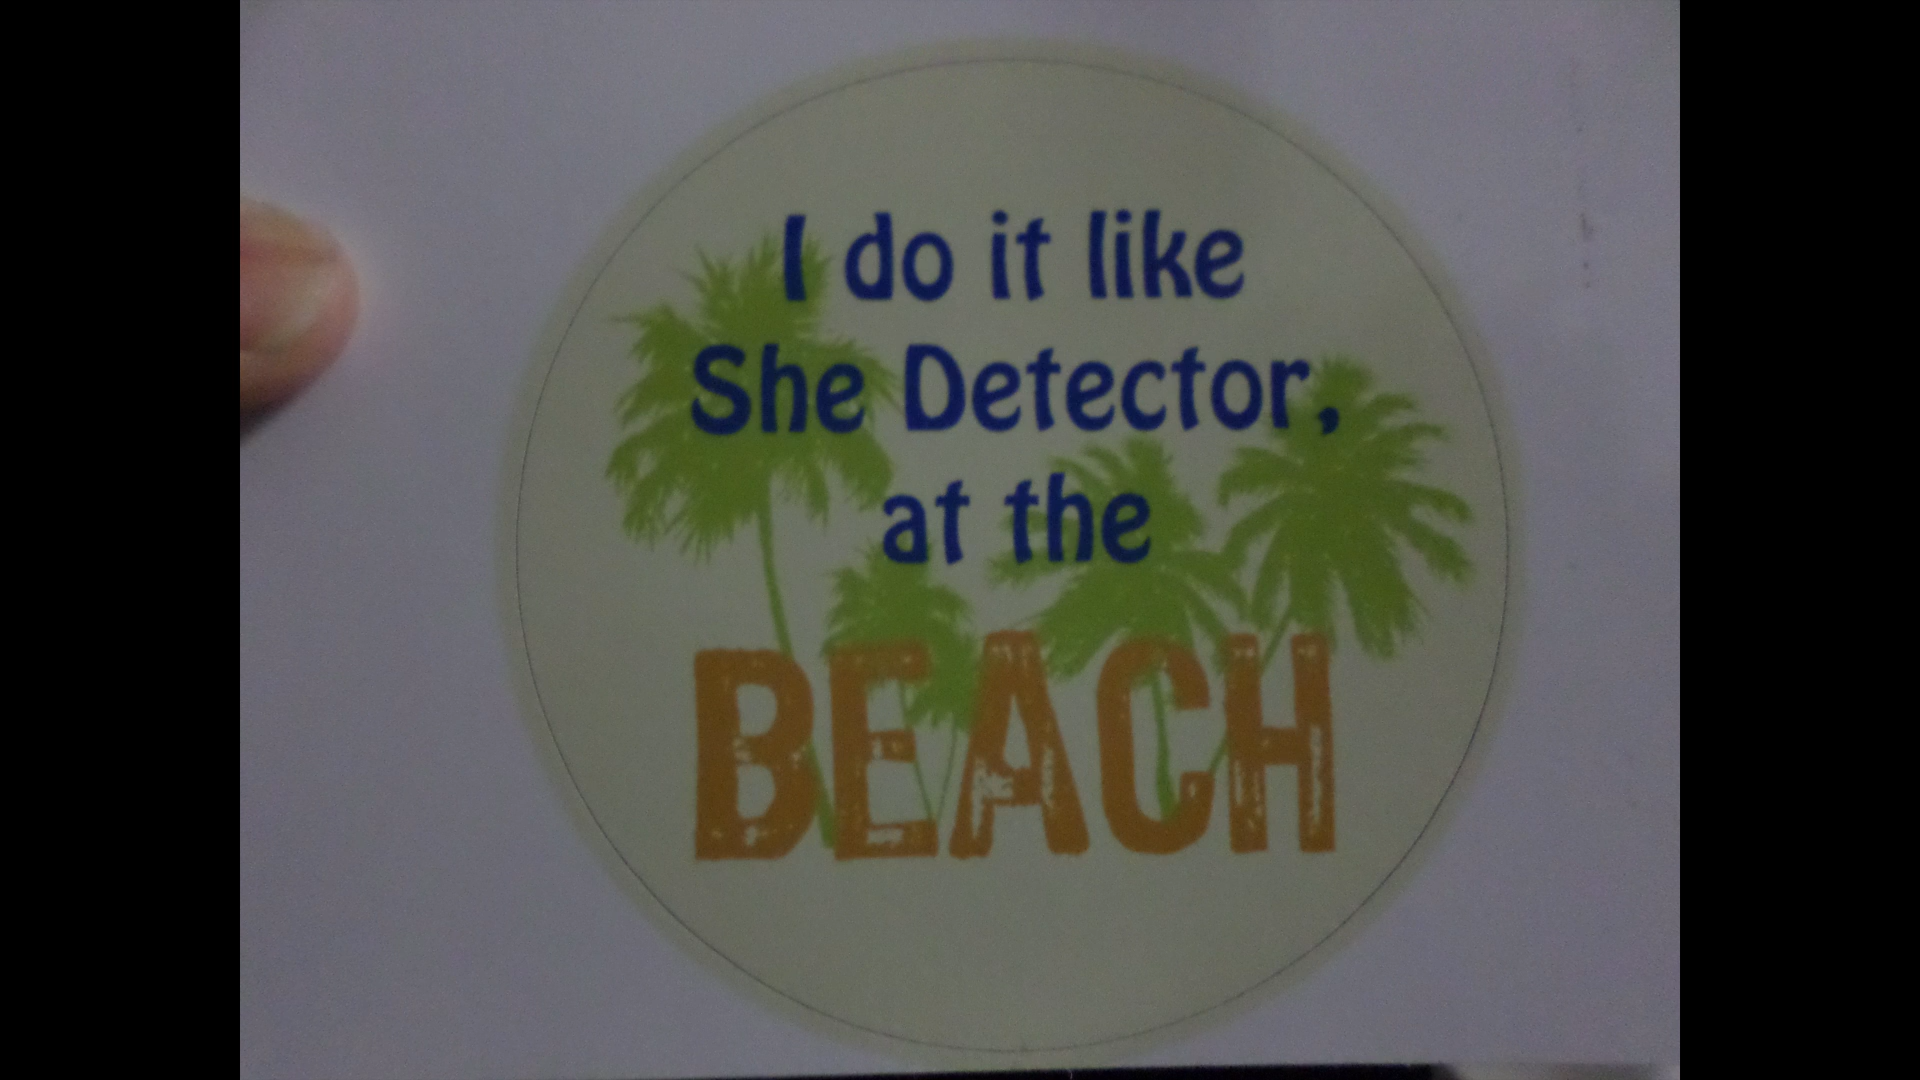 I do it like
She Detector,
at the
BEACH